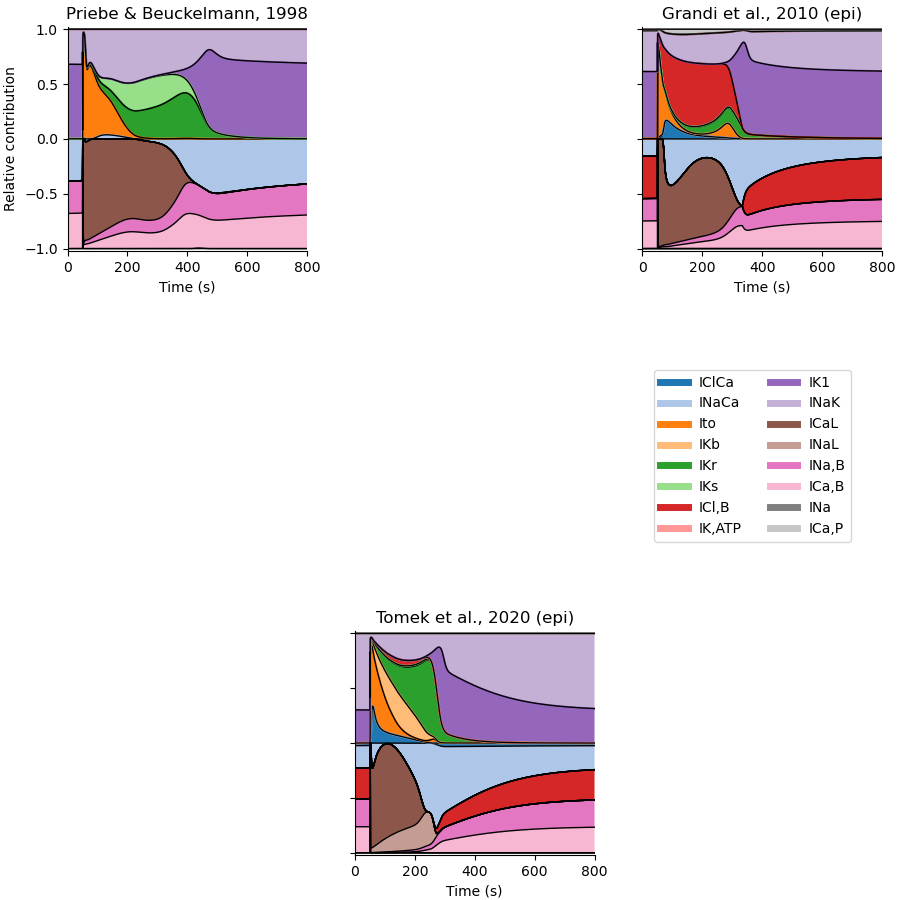 Priebe & Beuckelmann, 1998
Grandi et al., 2010 (epi)
1.0
0.5
0.0
−0.5
−1.0
Relative contribution
0 200 400 600 800
Time (s)
0 200 400 600 800
Time (s)
IClCa IK1
INaCa INaK
Ito ICaL
IKb INaL
IKr INa,B
IKs ICa,B
ICl,B INa
IK,ATP ICa,P
Tomek et al., 2020 (epi)
0 200 400 600 800
Time (s)